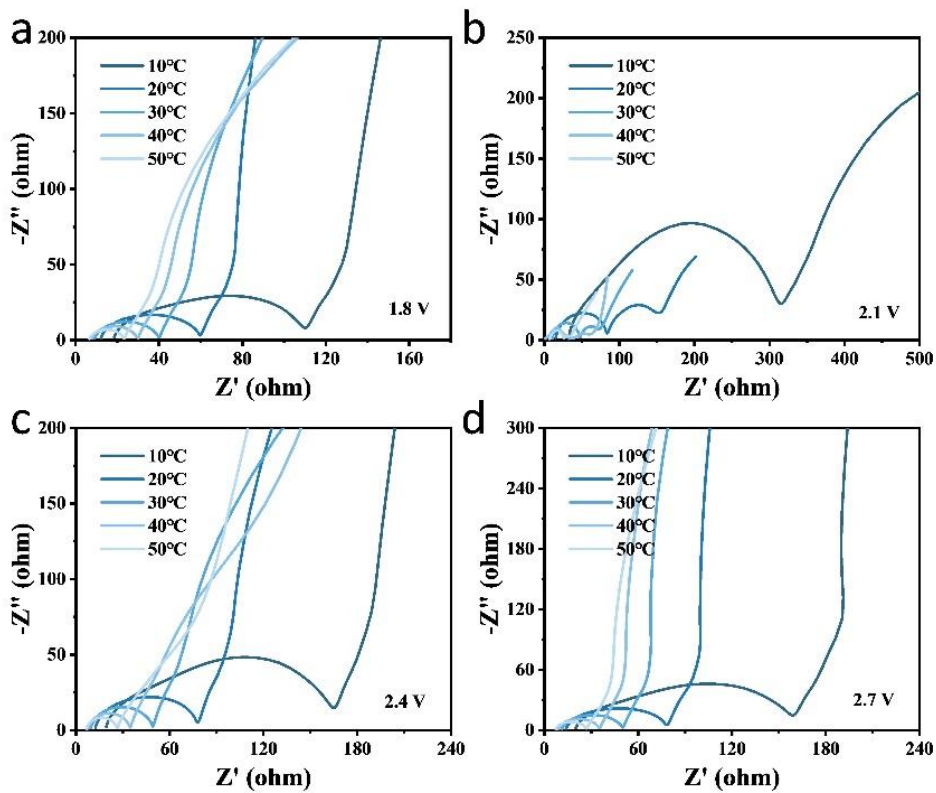 a
200
150
100
50
0
-Z" (ohm)
10°C
20°C
30°C
40°C
50°C
1.8 V
0 40 80 120 160
Z' (ohm)
b
250
200
150
100
50
0
-Z" (ohm)
10°C
20°C
30°C
40°C
50°C
2.1 V
0 100 200 300 400 500
Z' (ohm)
c
200
150
100
50
0
-Z" (ohm)
10°C
20°C
30°C
40°C
50°C
2.4 V
0 60 120 180 240
Z' (ohm)
d
300
240
180
120
60
0
-Z" (ohm)
10°C
20°C
30°C
40°C
50°C
2.7 V
0 60 120 180 240
Z' (ohm)